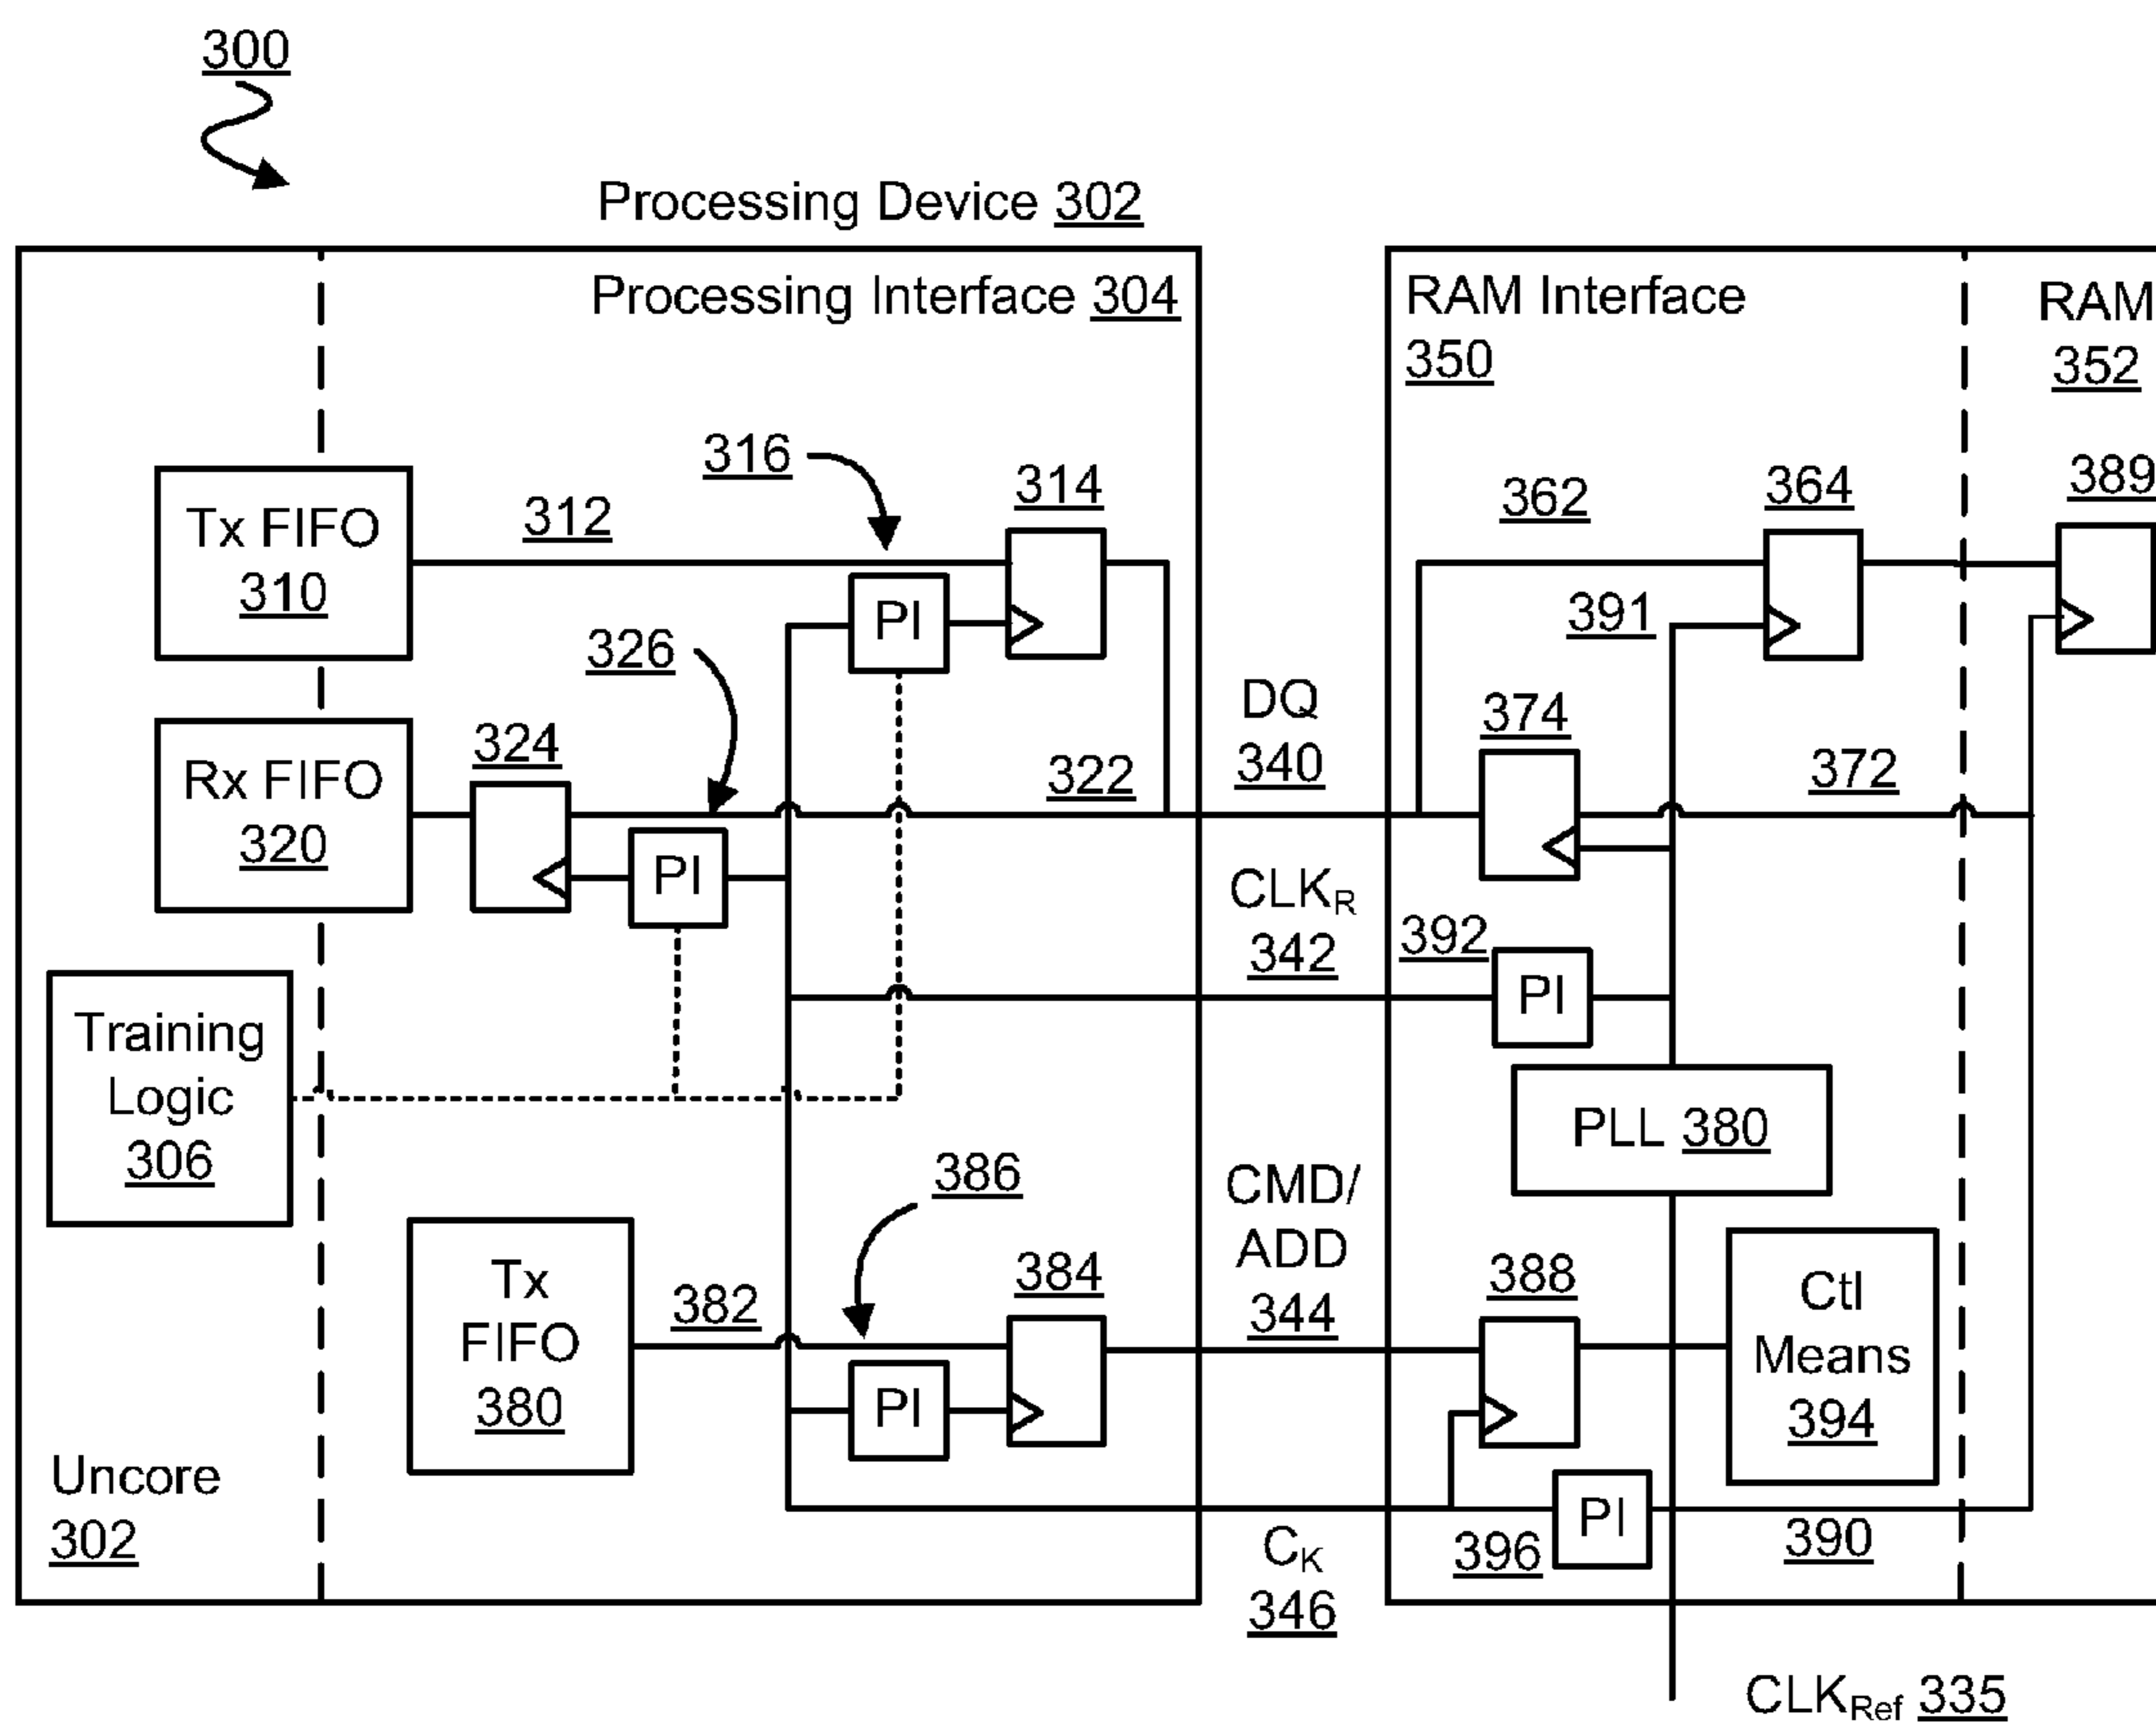 300
Processing Device 302
Processing Interface 304
RAM Interface
350
RAM
352
316
314
312
Tx FIFO
310
PI
326
324
322
Rx FIFO
320
PI
DQ
340
362
364
389
391
374
372
CLKR
342
392
PI
Training
Logic
306
PLL 380
CMD/
ADD
344
386
384
382
Tx
FIFO
380
PI
388
Ctl
Means
394
Uncore
302
CK
346
396
PI
390
CLKRef 335